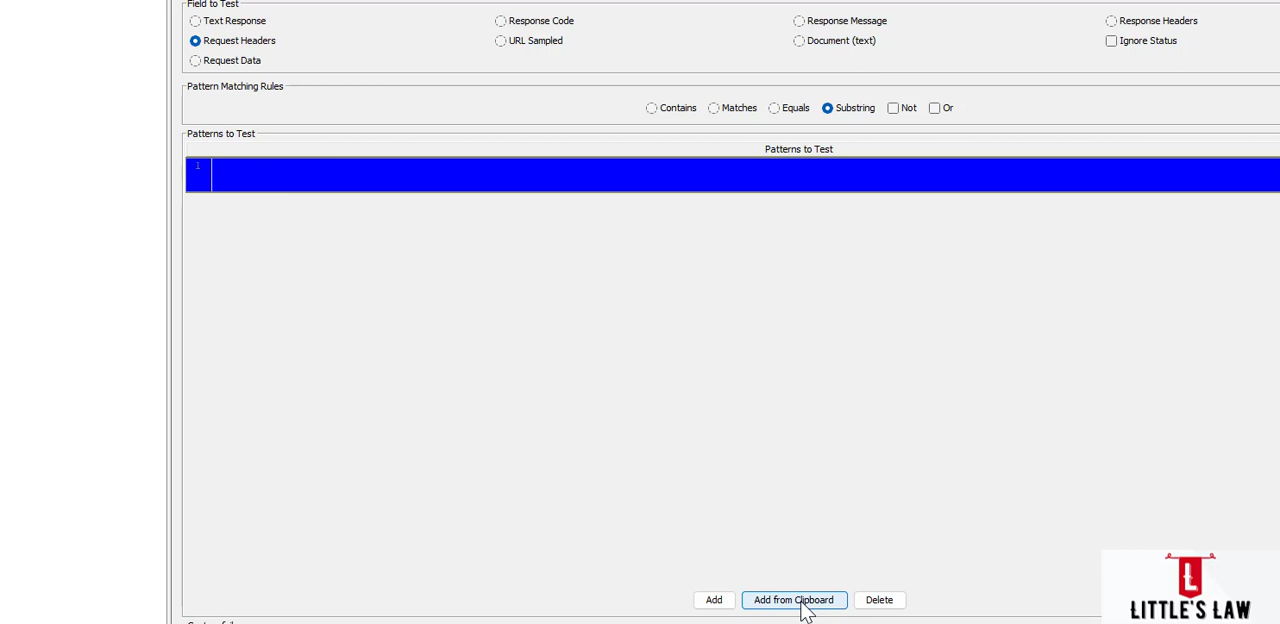 Field to Test
Text Response Response Code Response Message Response Headers
Request Headers URL Sampled Document (text) Ignore Status
Request Data
Pattern Matching Rules
Contains Matches Equals Substring Not Or
Patterns to Test
Patterns to Test
1
Add Add from Clipboard Delete
L
LITTLE'S LAW